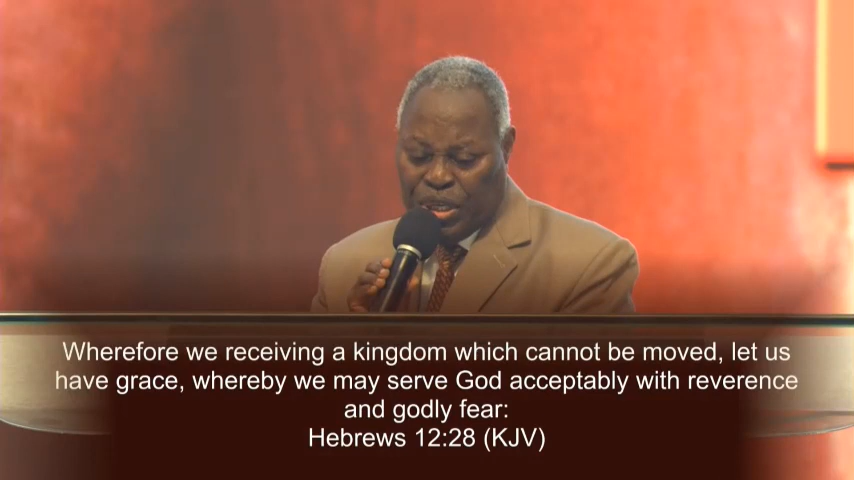 Wherefore we receiving a kingdom which cannot be moved, let us
have grace, whereby we may serve God acceptably with reverence
and godly fear:
Hebrews 12:28 (KJV)